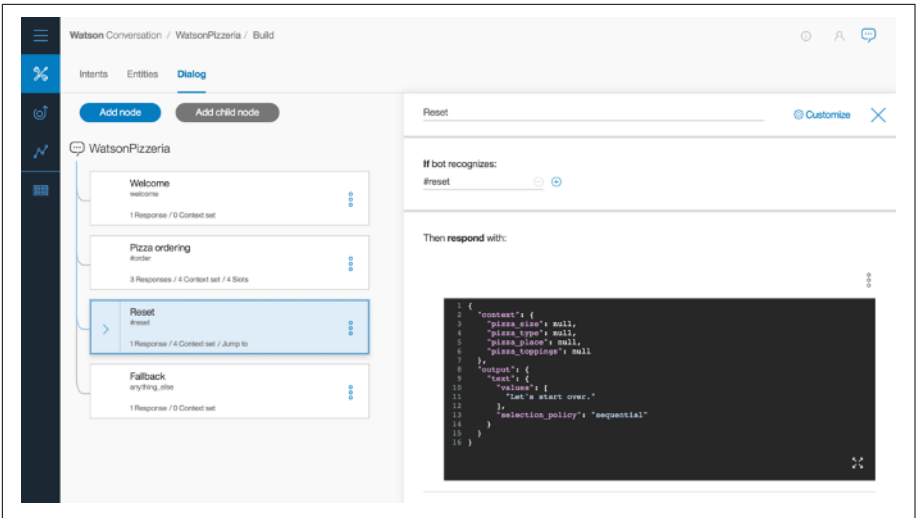 Watson Conversation / WatsonPizzeria / Build
Intents Entities Dialog
Add node Add child node
WatsonPizzeria
Welcome
welcome
1 Response / 0 Context set
Pizza ordering
#order
3 Responses / 4 Context set / 4 Slots
Reset
#reset
1 Response / 4 Context set / Jump to
Fallback
anything_else
1 Response / 0 Context set
Reset
Customize
If bot recognizes:
#reset
Then respond with:
1 {
2 "context": {
3 "pizza_size": null,
4 "pizza_type": null,
5 "pizza_place": null,
6 "pizza_toppings": null
7 },
8 "output": {
9 "text": {
10 "values": [
11 "Let's start over."
12 ],
13 "selection_policy": "sequential"
14 }
15 }
16 }